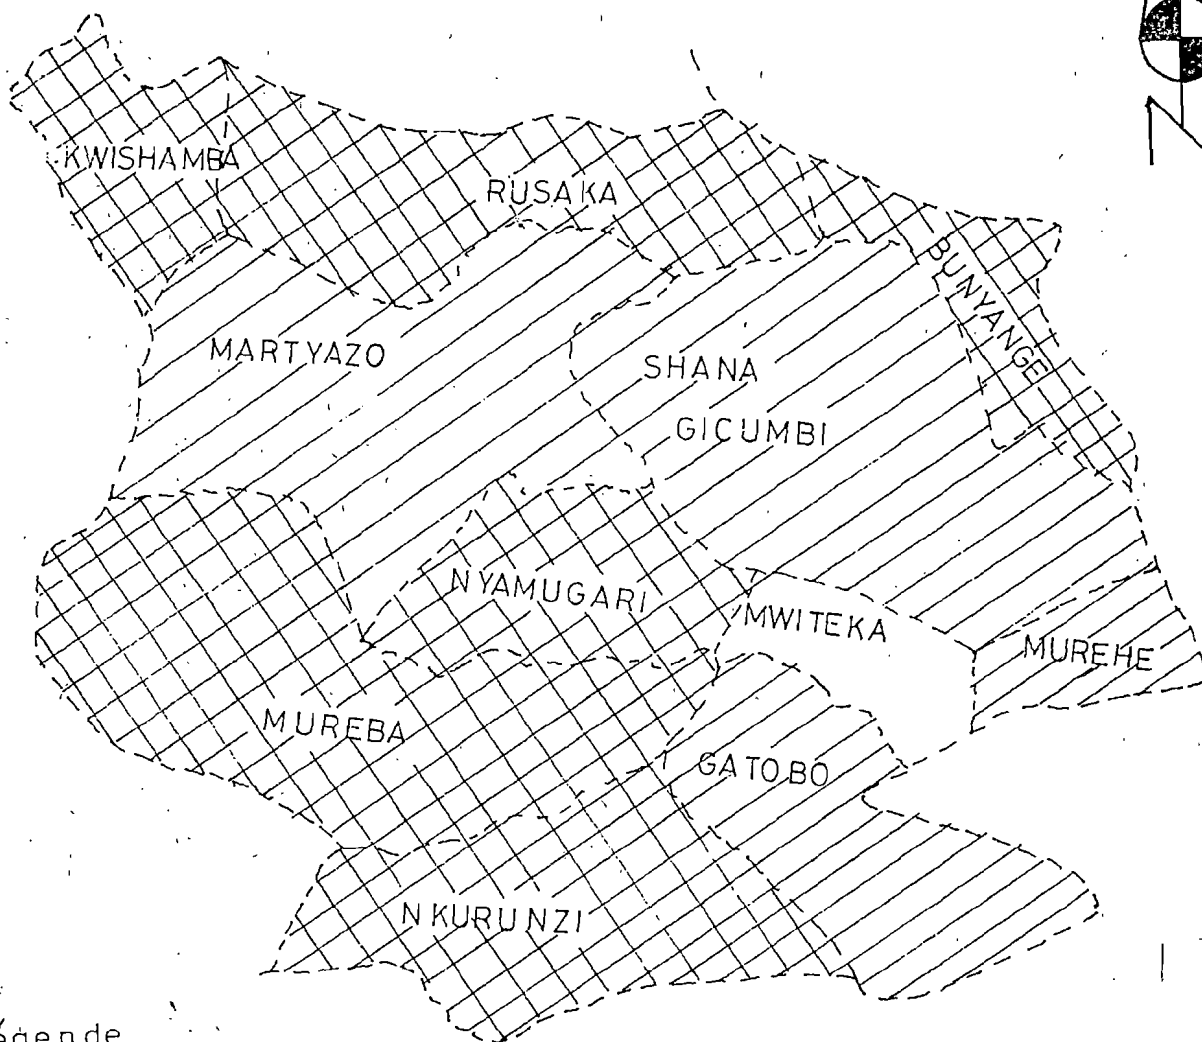 KWISHAMBA
RUSAKA
BUNYANGE
MARTYAZO
SHANA
GICUMBI
NYAMUGARI
MWITEKA
MUREHE
MUREBA
GATOBO
NKURUNZI